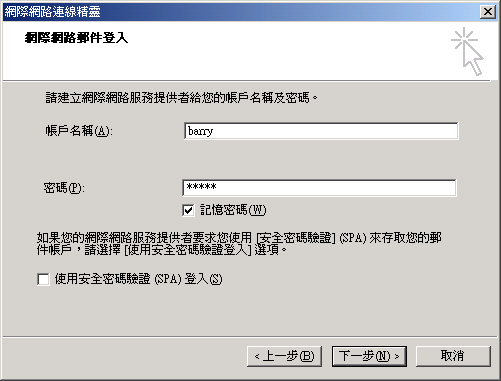 網際網路連線精靈
網際網路郵件登入
請建立網際網路服務提供者給您的帳戶名稱及密碼。
帳戶名稱(A):
barry
密碼(P):
*****
記憶密碼(W)
如果您的網際網路服務提供者要求您使用 [安全密碼驗證] (SPA) 來存取您的郵
件帳戶，請選擇 [使用安全密碼驗證登入] 選項。
使用安全密碼驗證 (SPA) 登入(S)
< 上一步(B) 下一步(N) > 取消